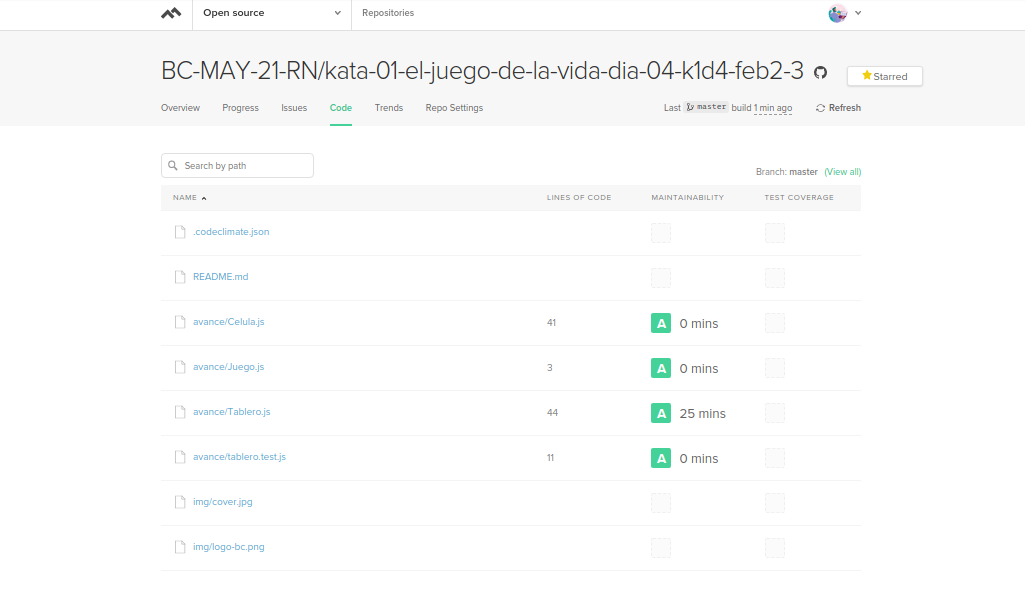 Open source Repositories
BC-MAY-21-RN/kata-01-el-juego-de-la-vida-dia-04-k1d4-feb2-3 Starred
Overview Progress Issues Code Trends Repo Settings Last master build 1 min ago Refresh
Search by path
Branch: master (View all)
NAME LINES OF CODE MAINTAINABILITY TEST COVERAGE
.codeclimate.json
README.md
avance/Celula.js 41 A 0 mins
avance/Juego.js 3 A 0 mins
avance/Tablero.js 44 A 25 mins
avance/tablero.test.js 11 A 0 mins
img/cover.jpg
img/logo-bc.png